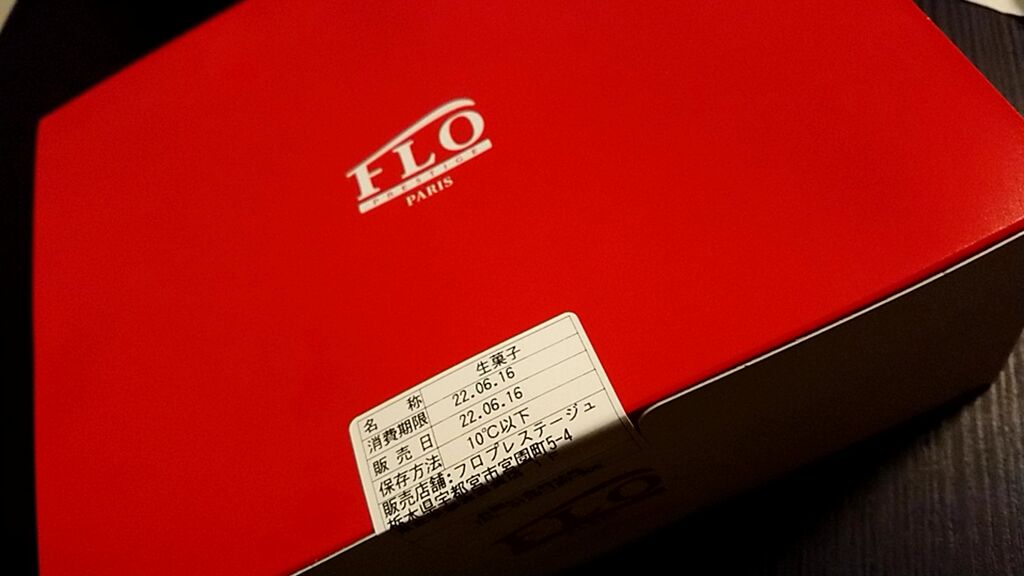 FLO
PRESTIGE
PARIS
名 称 生菓子
消費期限 22.06.16
販売日 22.06.16
保存方法 10℃以下
販売店舗:フロプレステージュ
栃木県宇都宮市宮園町5-4
FLO